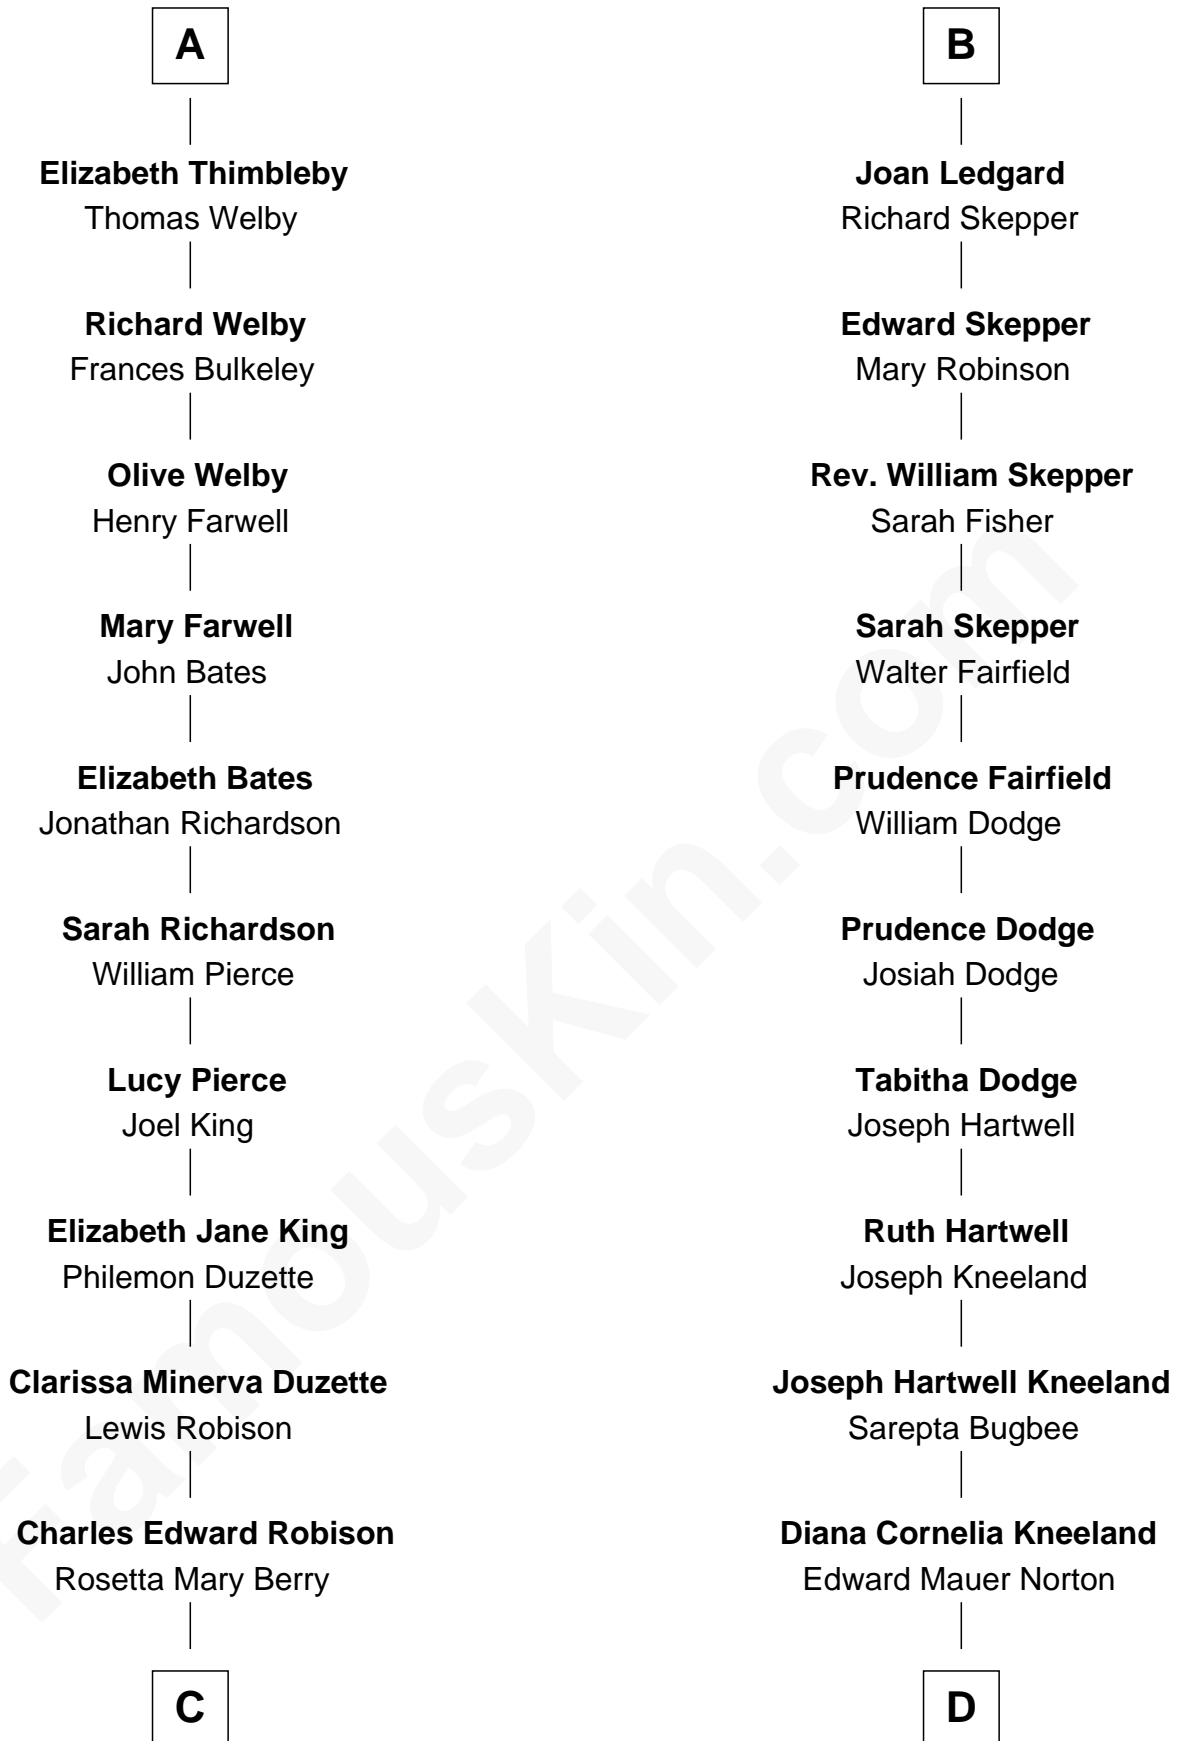 A
Elizabeth Thimbleby
Thomas Welby
Richard Welby
Frances Bulkeley
Olive Welby
Henry Farwell
Mary Farwell
John Bates
Elizabeth Bates
Jonathan Richardson
Sarah Richardson
William Pierce
Lucy Pierce
Joel King
Elizabeth Jane King
Philemon Duzette
Clarissa Minerva Duzette
Lewis Robison
Charles Edward Robison
Rosetta Mary Berry
C
B
Joan Ledgard
Richard Skepper
Edward Skepper
Mary Robinson
Rev. William Skepper
Sarah Fisher
Sarah Skepper
Walter Fairfield
Prudence Fairfield
William Dodge
Prudence Dodge
Josiah Dodge
Tabitha Dodge
Joseph Hartwell
Ruth Hartwell
Joseph Kneeland
Joseph Hartwell Kneeland
Sarepta Bugbee
Diana Cornelia Kneeland
Edward Mauer Norton
D
FamousKin.com